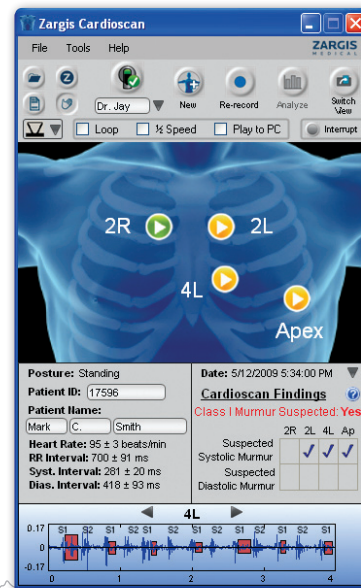 Zargis Cardioscan
File Tools Help
ZARGIS
MEDICAL
Dr. Jay New Re-record Analyze Switch View
Loop ½ Speed Play to PC Interrupt
2R 2L
4L
Apex
Posture: Standing
Patient ID: 17596
Patient Name:
Mark C. Smith
Heart Rate: 95 ± 3 beats/min
RR Interval: 700 ± 91 ms
Syst. Interval: 281 ± 20 ms
Dias. Interval: 418 ± 93 ms
Date: 5/12/2009 5:34:00 PM
Cardioscan Findings
Class I Murmur Suspected: Yes
2R 2L 4L Ap
Suspected
Systolic Murmur
Suspected
Diastolic Murmur
4L
0.17 S1 S2 S1 S2 S1 S2 S1 S2 S1 S2 S1
0
-0.17
0 1 2 3 4